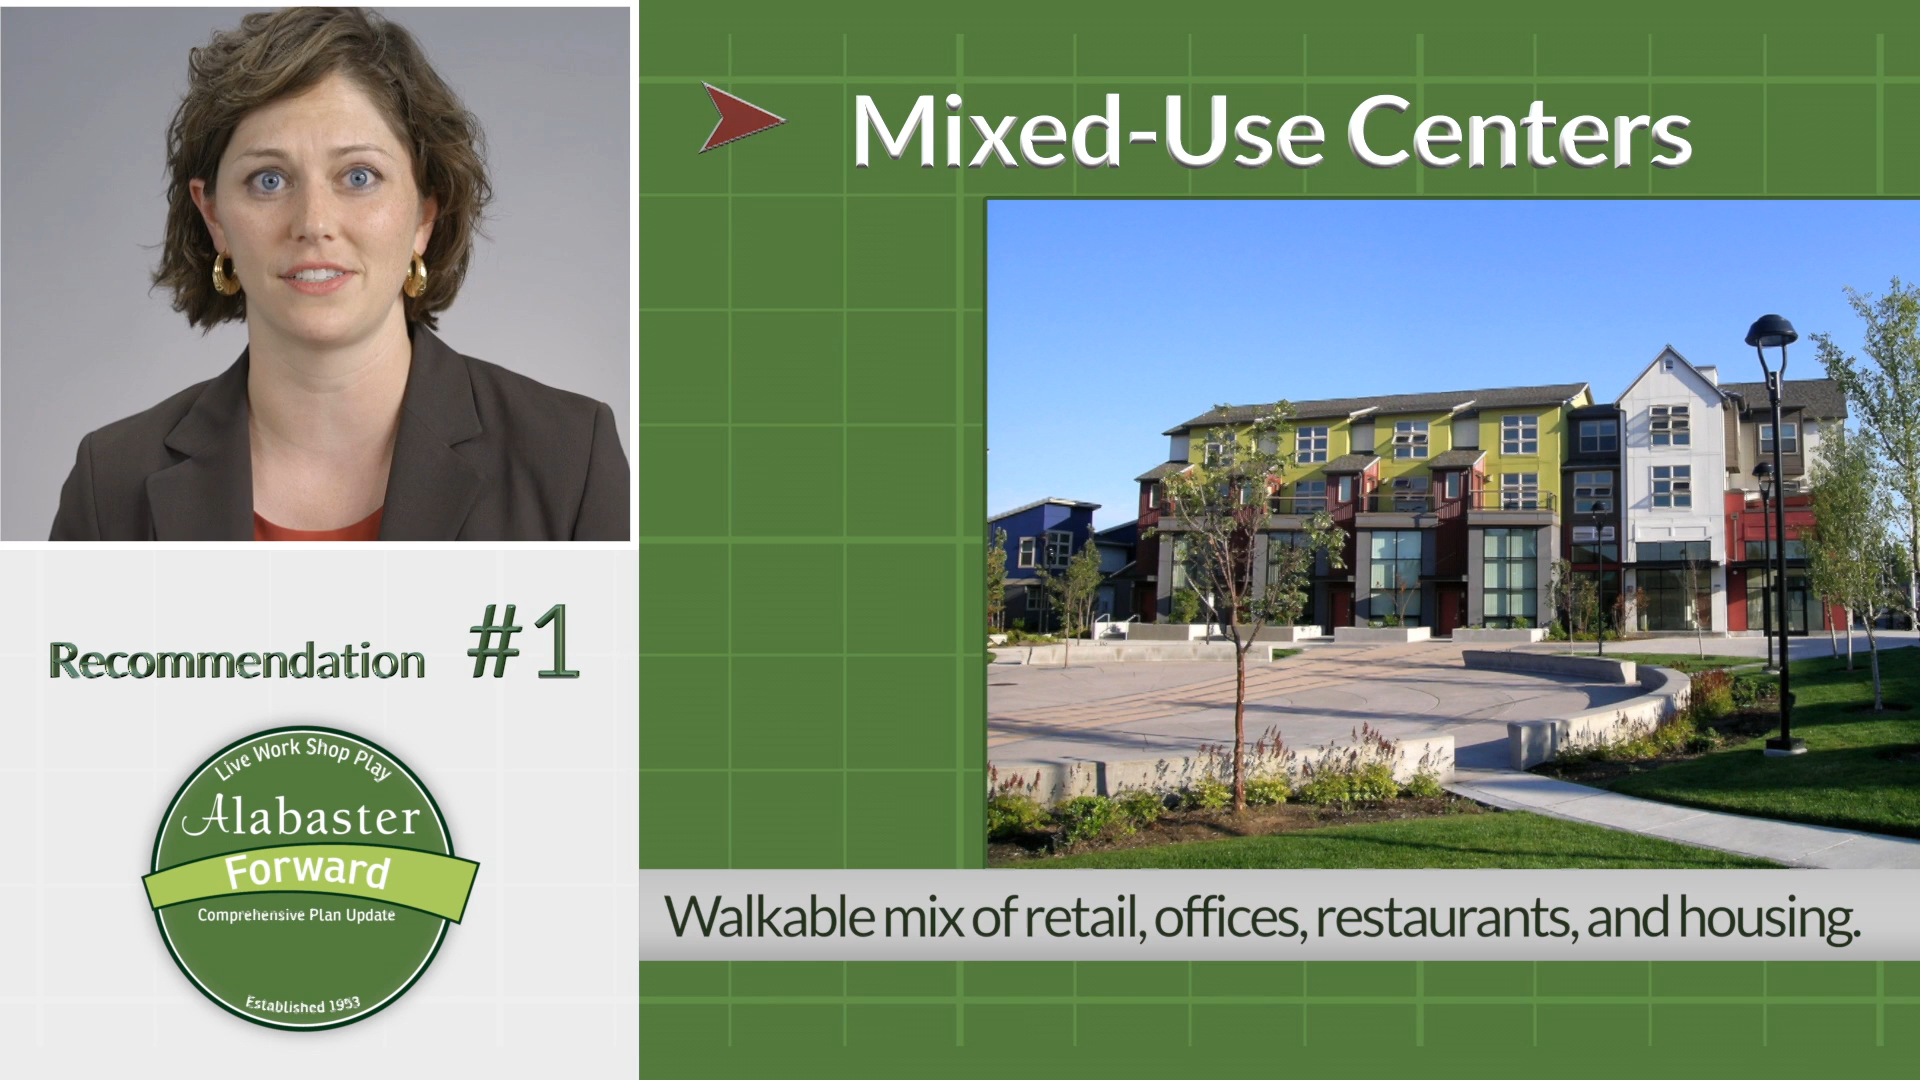 Mixed-Use Centers
Walkable mix of retail, offices, restaurants, and housing.
Recommendation #1
Live Work Shop Play
Alabaster
Forward
Comprehensive Plan Update
Established 1953